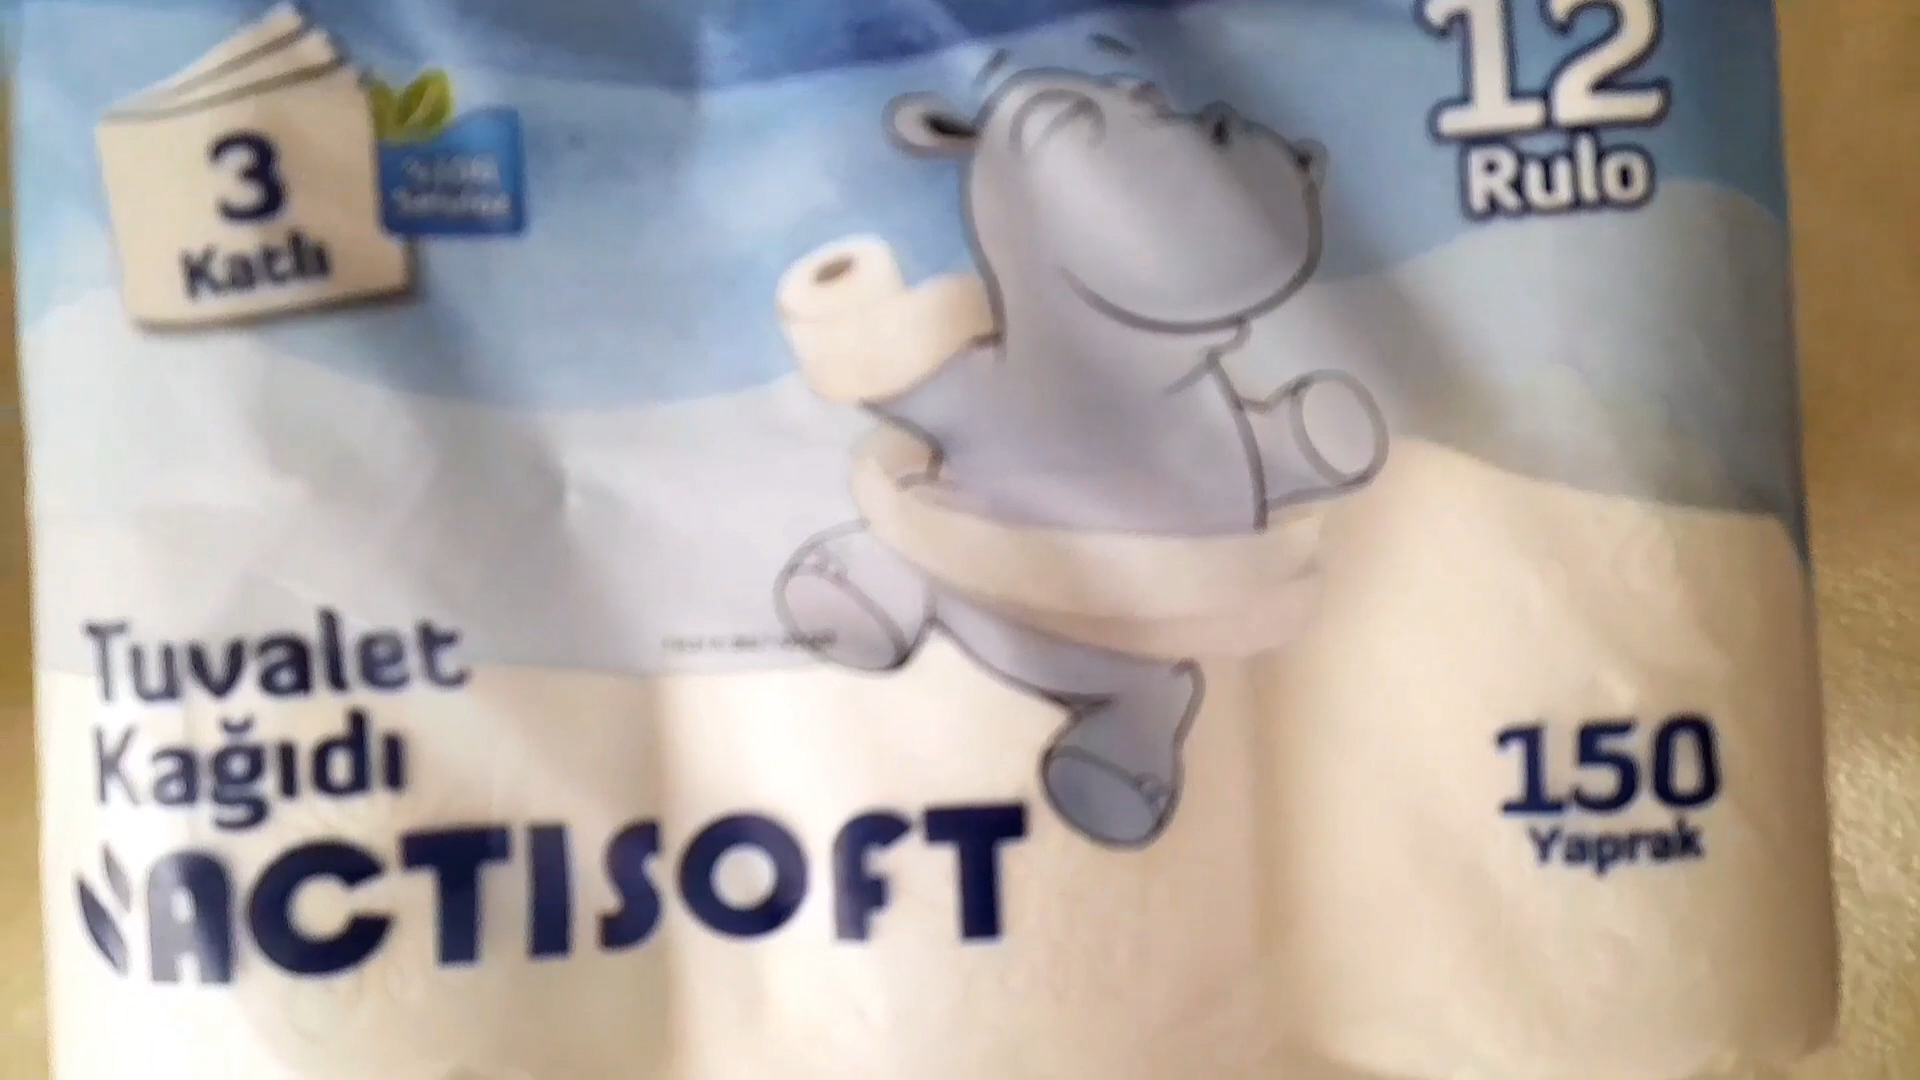 3
Katlı
12
Rulo
Tuvalet
Kağıdı
ACTISOFT
150
Yaprak